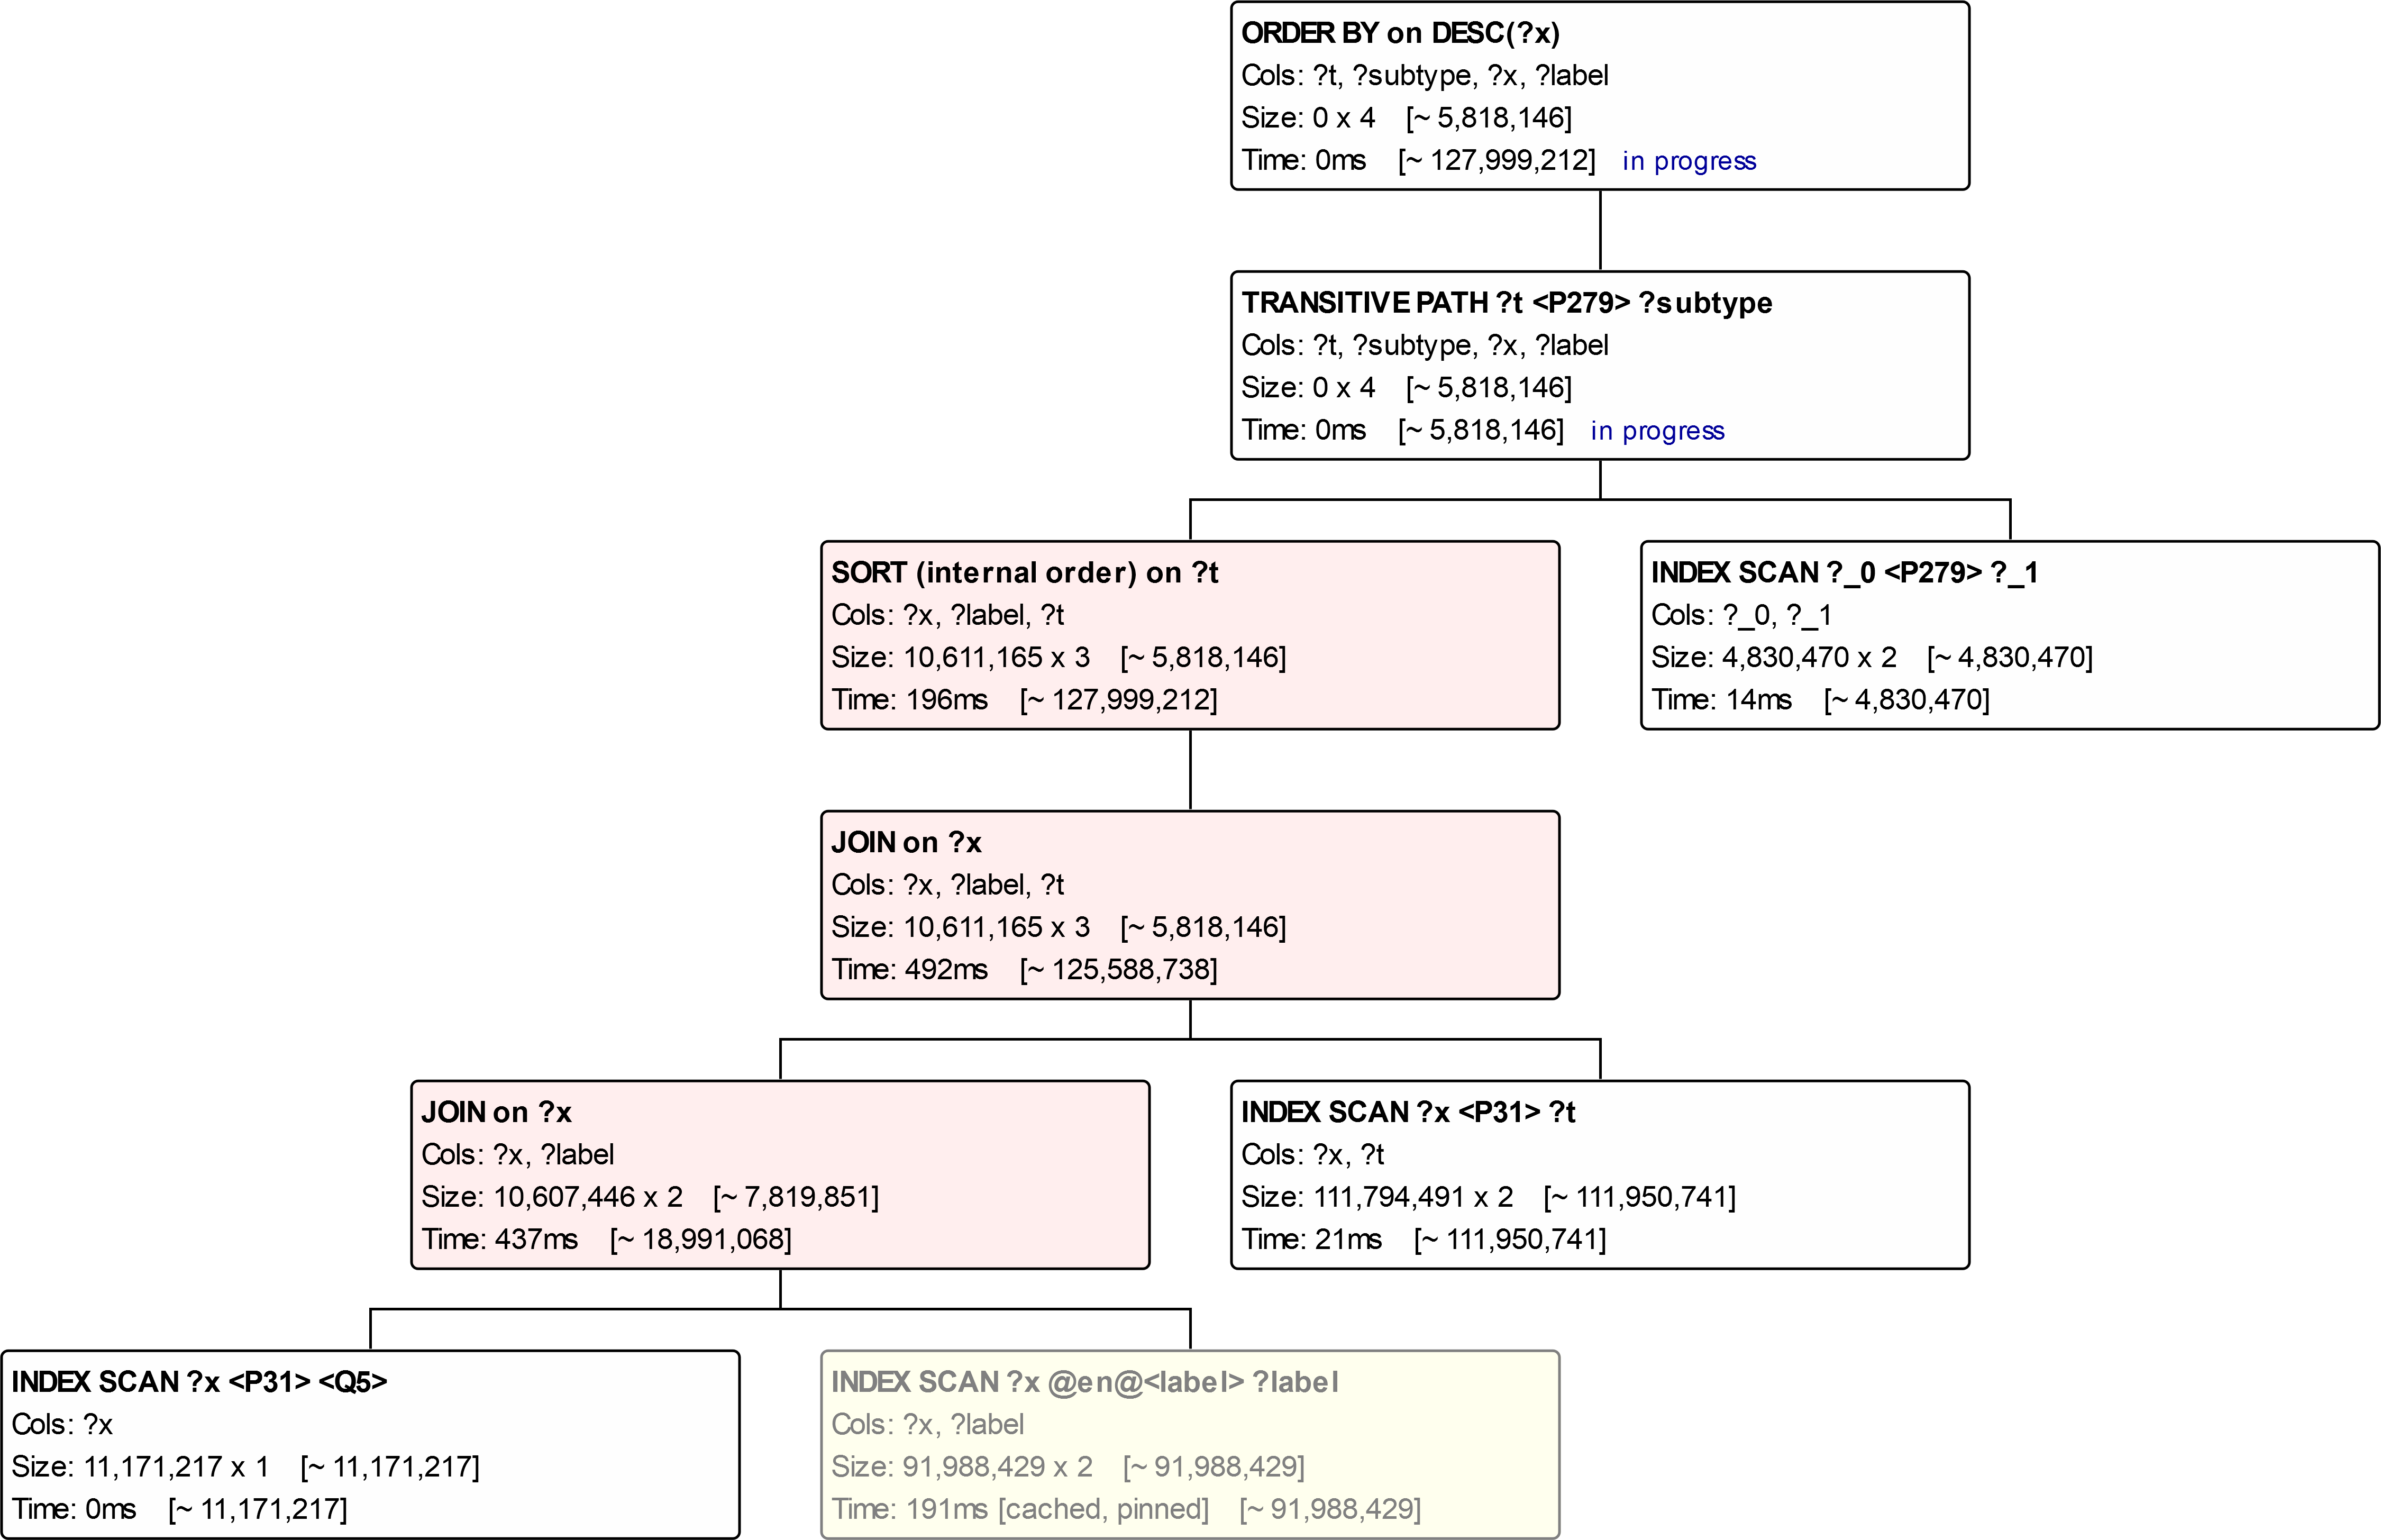 ORDER BY on DESC(?x)
Cols: ?t, ?subtype, ?x, ?label
Size: 0 x 4 [~ 5,818,146]
Time: 0ms [~ 127,999,212] in progress
TRANSITIVE PATH ?t <P279> ?subtype
Cols: ?t, ?subtype, ?x, ?label
Size: 0 x 4 [~ 5,818,146]
Time: 0ms [~ 5,818,146] in progress
SORT (internal order) on ?t
Cols: ?x, ?label, ?t
Size: 10,611,165 x 3 [~ 5,818,146]
Time: 196ms [~ 127,999,212]
INDEX SCAN ?_0 <P279> ?_1
Cols: ?_0, ?_1
Size: 4,830,470 x 2 [~ 4,830,470]
Time: 14ms [~ 4,830,470]
JOIN on ?x
Cols: ?x, ?label, ?t
Size: 10,611,165 x 3 [~ 5,818,146]
Time: 492ms [~ 125,588,738]
JOIN on ?x
Cols: ?x, ?label
Size: 10,607,446 x 2 [~ 7,819,851]
Time: 437ms [~ 18,991,068]
INDEX SCAN ?x <P31> ?t
Cols: ?x, ?t
Size: 111,794,491 x 2 [~ 111,950,741]
Time: 21ms [~ 111,950,741]
INDEX SCAN ?x <P31> <Q5>
Cols: ?x
Size: 11,171,217 x 1 [~ 11,171,217]
Time: 0ms [~ 11,171,217]
INDEX SCAN ?x @en@<label> ?label
Cols: ?x, ?label
Size: 91,988,429 x 2 [~ 91,988,429]
Time: 191ms [cached, pinned] [~ 91,988,429]